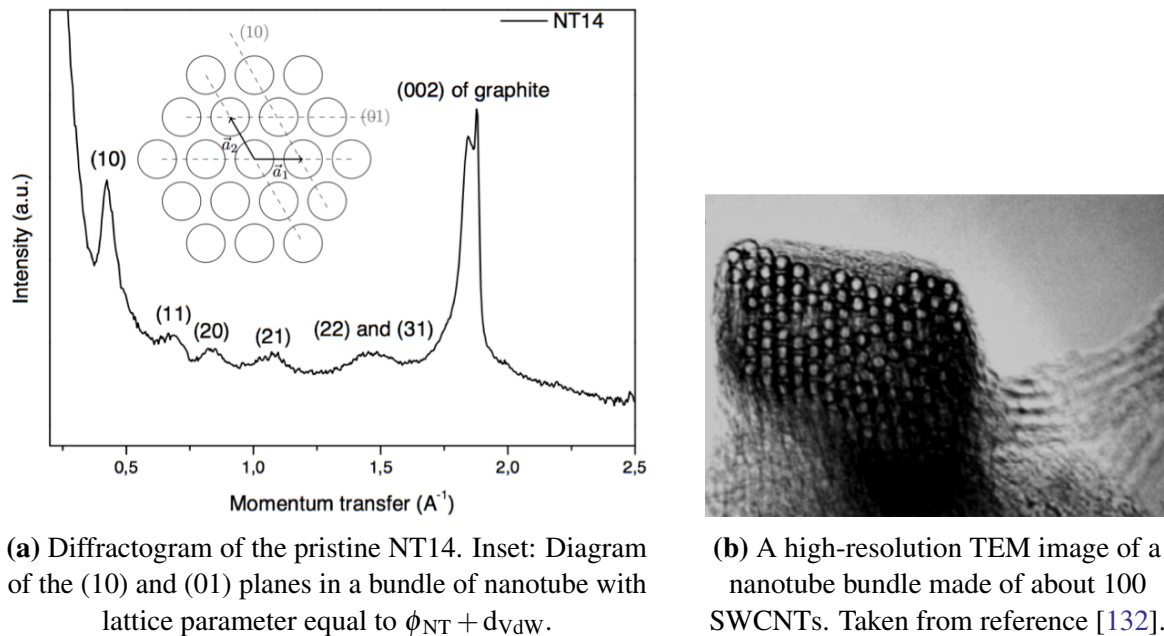 NT14
(10)
(002) of graphite
(01)
(10)
a⃗₂
a⃗₁
(11)
(20)
(21)
(22) and (31)
Intensity (a.u.)
0,5 1,0 1,5 2,0 2,5
Momentum transfer (A⁻¹)
(a) Diffractogram of the pristine NT14. Inset: Diagram
of the (10) and (01) planes in a bundle of nanotube with
lattice parameter equal to ϕNT + dVdW.
(b) A high-resolution TEM image of a
nanotube bundle made of about 100
SWCNTs. Taken from reference [132].